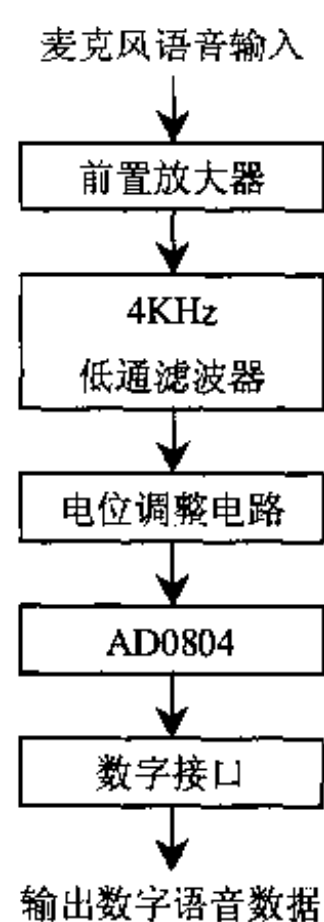 麦克风语音输入
前置放大器
4KHz
低通滤波器
电位调整电路
AD0804
数字接口
输出数字语音数据